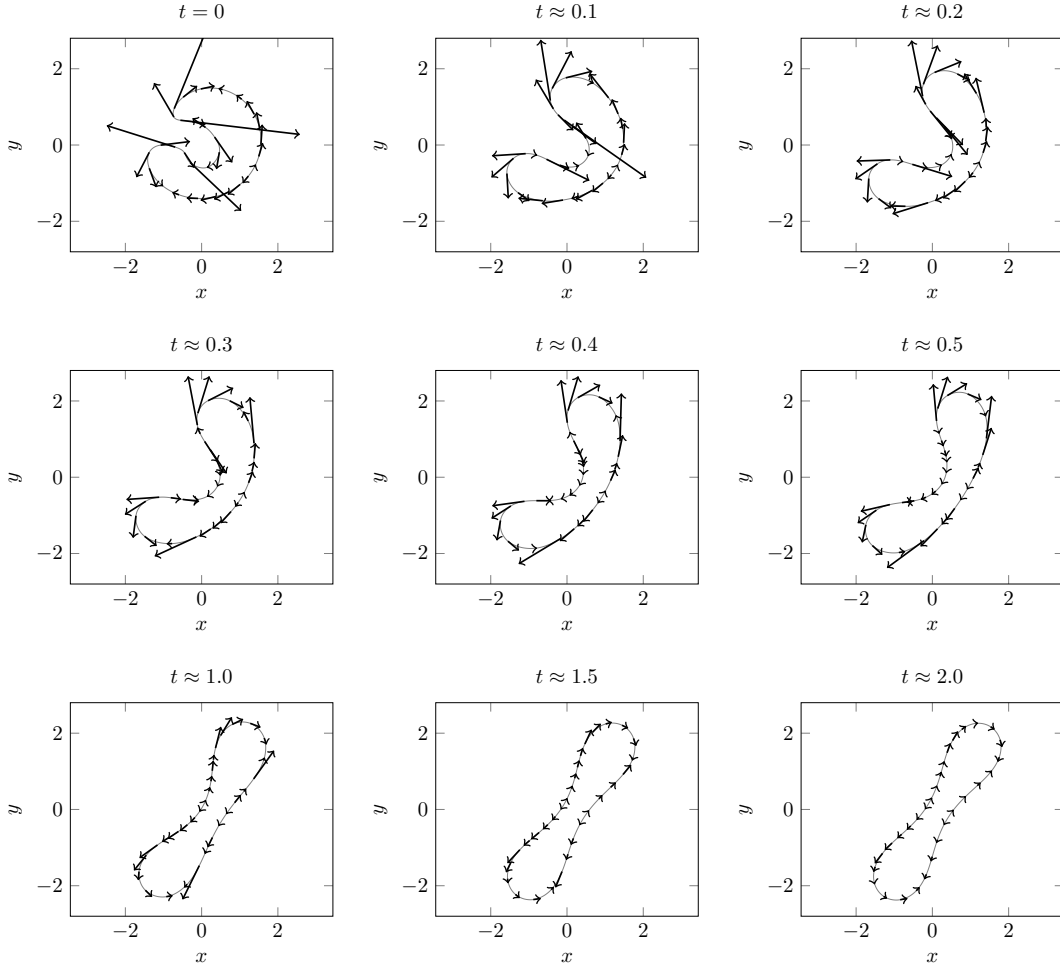 t = 0 t ≈ 0.1 t ≈ 0.2
2 2 2
0 0 0
−2 −2 −2
y y y
−2 0 2 −2 0 2 −2 0 2
x x x
t ≈ 0.3 t ≈ 0.4 t ≈ 0.5
2 2 2
0 0 0
−2 −2 −2
y y y
−2 0 2 −2 0 2 −2 0 2
x x x
t ≈ 1.0 t ≈ 1.5 t ≈ 2.0
2 2 2
0 0 0
−2 −2 −2
y y y
−2 0 2 −2 0 2 −2 0 2
x x x